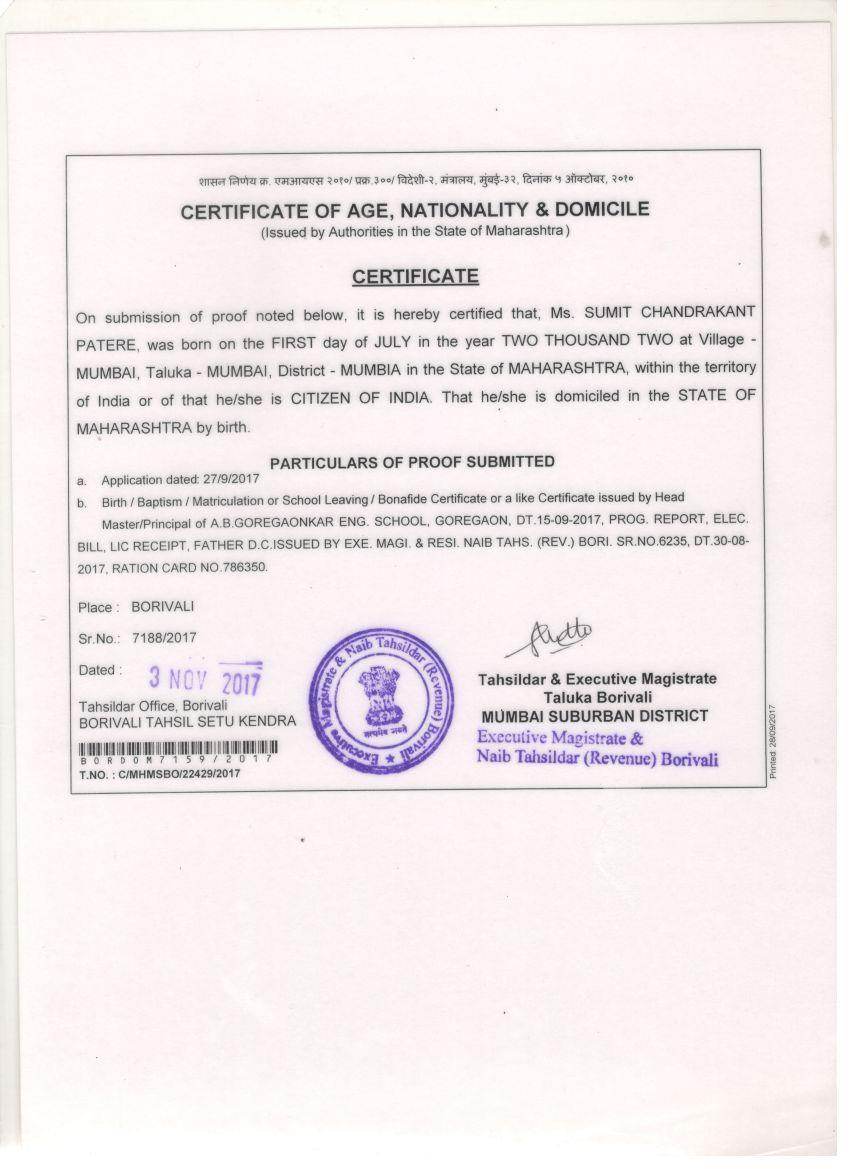 शासन निर्णय क्र. एमआयएस २०१०/ प्रक्र.३००/ विदेशी-२, मंत्रालय, मुंबई-३२, दिनांक ५ ऑक्टोबर, २०१०
CERTIFICATE OF AGE, NATIONALITY & DOMICILE
(Issued by Authorities in the State of Maharashtra)
CERTIFICATE
On submission of proof noted below, it is hereby certified that, Ms. SUMIT CHANDRAKANT
PATERE, was born on the FIRST day of JULY in the year TWO THOUSAND TWO at Village -
MUMBAI, Taluka - MUMBAI, District - MUMBIA in the State of MAHARASHTRA, within the territory
of India or of that he/she is CITIZEN OF INDIA. That he/she is domiciled in the STATE OF
MAHARASHTRA by birth.
PARTICULARS OF PROOF SUBMITTED
a. Application dated: 27/9/2017
b. Birth / Baptism / Matriculation or School Leaving / Bonafide Certificate or a like Certificate issued by Head
Master/Principal of A.B.GOREGAONKAR ENG. SCHOOL, GOREGAON, DT.15-09-2017, PROG. REPORT, ELEC.
BILL, LIC RECEIPT, FATHER D.C.ISSUED BY EXE. MAGI. & RESI. NAIB TAHS. (REV.) BORI. SR.NO.6235, DT.30-08-
2017, RATION CARD NO.786350.
Place : BORIVALI
Sr.No.: 7188/2017
Dated : 3 NOV 2017
Tahsildar Office, Borivali
BORIVALI TAHSIL SETU KENDRA
BORDOM7159/2017
T.NO. : C/MHMSBO/22429/2017
Executive Magistrate & Naib Tahsildar (Revenue) Borivali
सत्यमेव जयते
Tahsildar & Executive Magistrate
Taluka Borivali
MUMBAI SUBURBAN DISTRICT
Executive Magistrate &
Naib Tahsildar (Revenue) Borivali
Printed: 28/09/2017